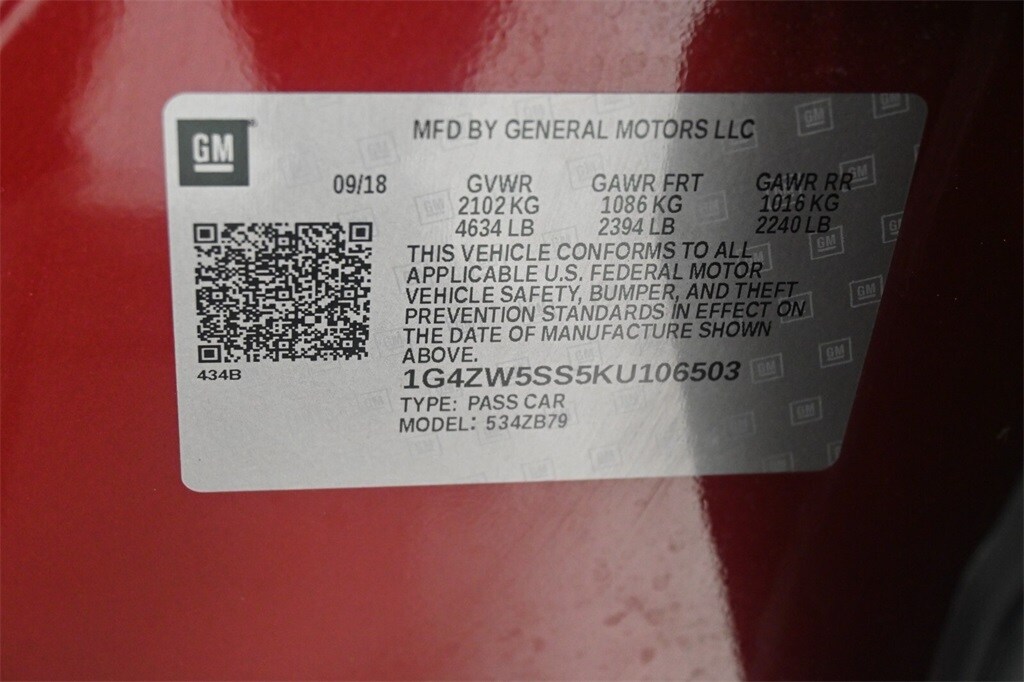 GM
MFD BY GENERAL MOTORS LLC
09/18
GVWR GAWR FRT GAWR RR
2102 KG 1086 KG 1016 KG
4634 LB 2394 LB 2240 LB
THIS VEHICLE CONFORMS TO ALL
APPLICABLE U.S. FEDERAL MOTOR
VEHICLE SAFETY, BUMPER, AND THEFT
PREVENTION STANDARDS IN EFFECT ON
THE DATE OF MANUFACTURE SHOWN
ABOVE.
434B
1G4ZW5SS5KU106503
TYPE: PASS CAR
MODEL: 534ZB79